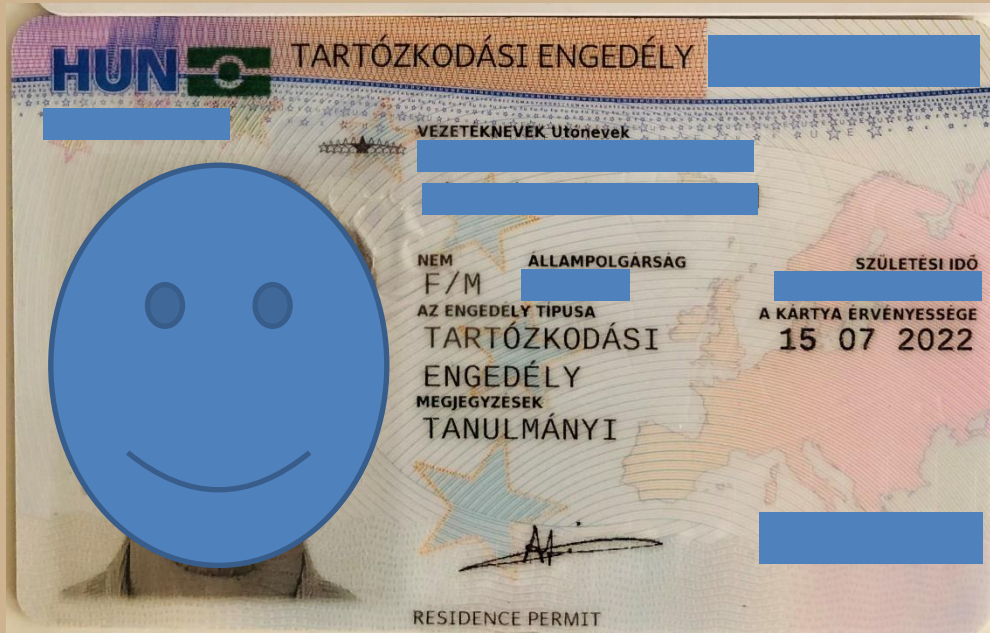 HUN TARTÓZKODÁSI ENGEDÉLY
VEZETÉKNEVEK Utónevek
NEM ÁLLAMPOLGÁRSÁG SZÜLETÉSI IDŐ
F/M
AZ ENGEDÉLY TÍPUSA A KÁRTYA ÉRVÉNYESSÉGE
TARTÓZKODÁSI 15 07 2022
ENGEDÉLY
MEGJEGYZÉSEK
TANULMÁNYI
RESIDENCE PERMIT